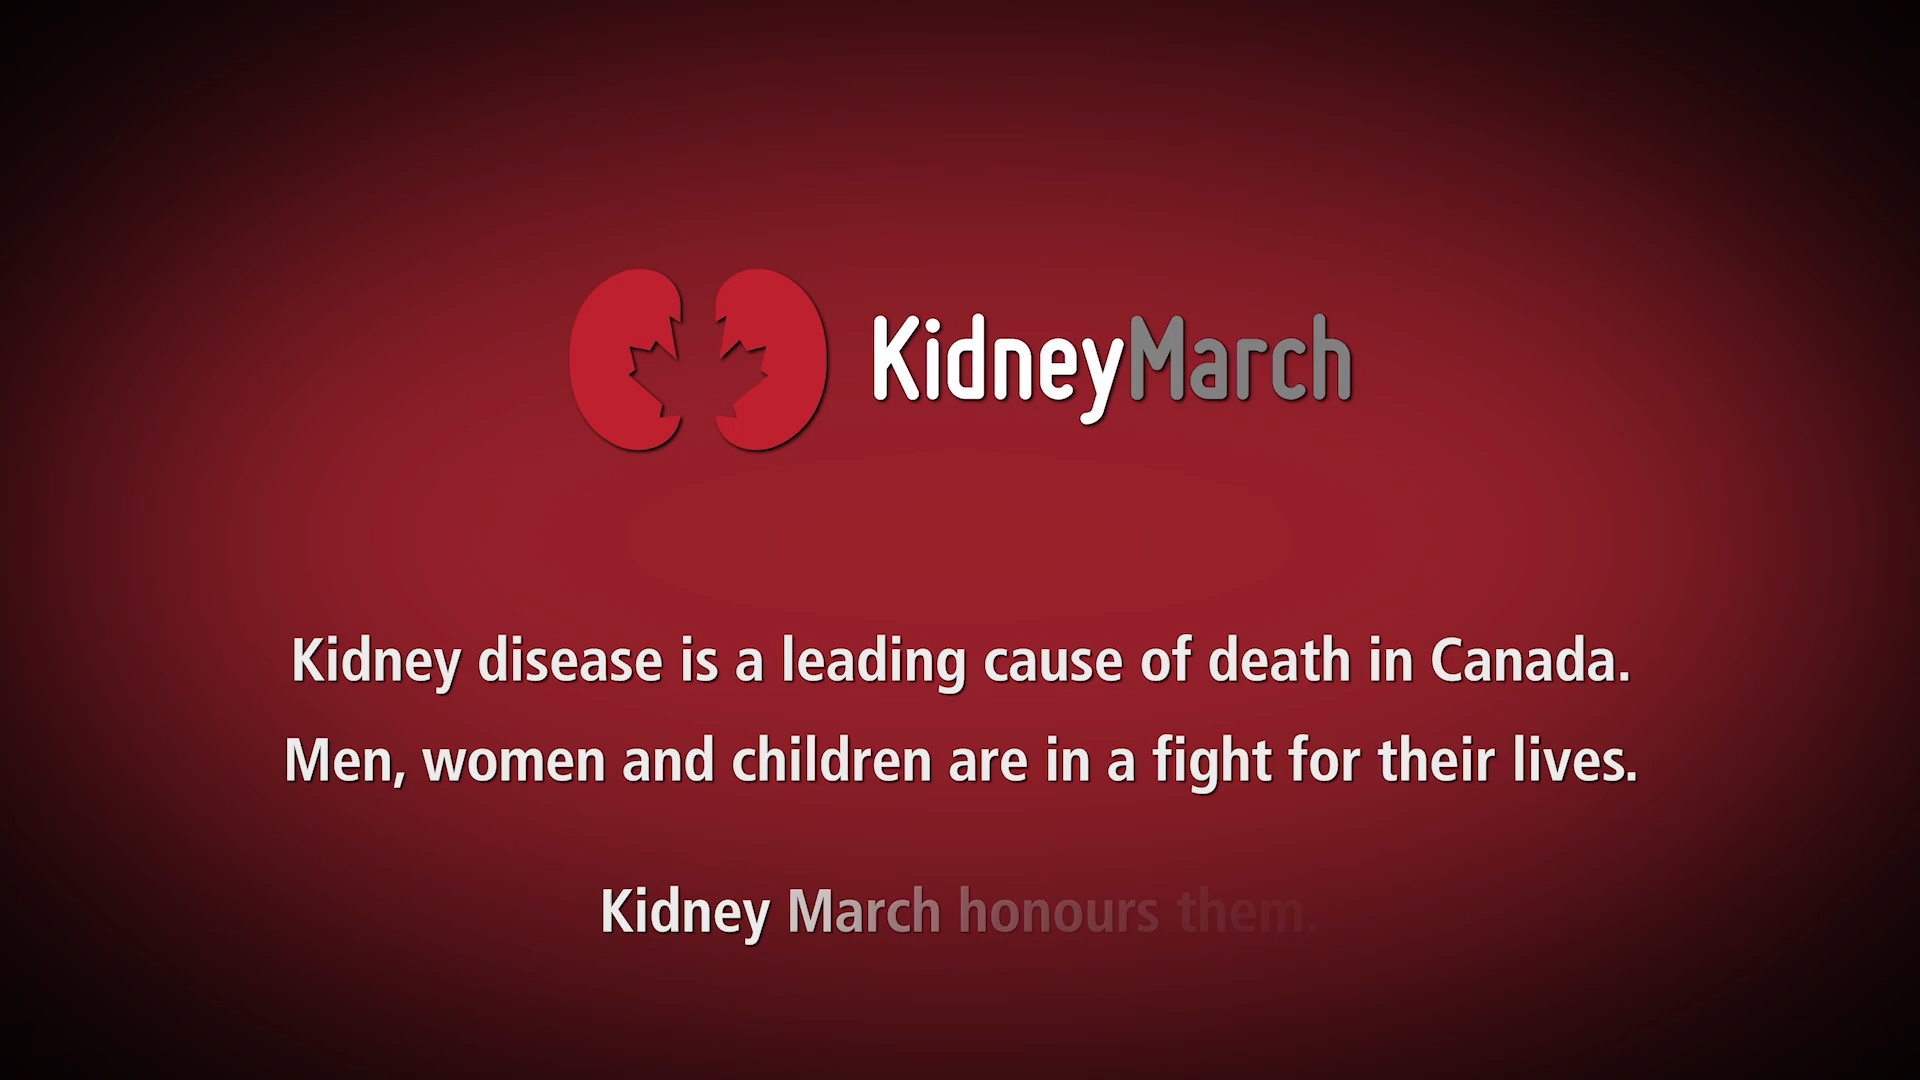 KidneyMarch
Kidney disease is a leading cause of death in Canada.
Men, women and children are in a fight for their lives.
Kidney March honours them.